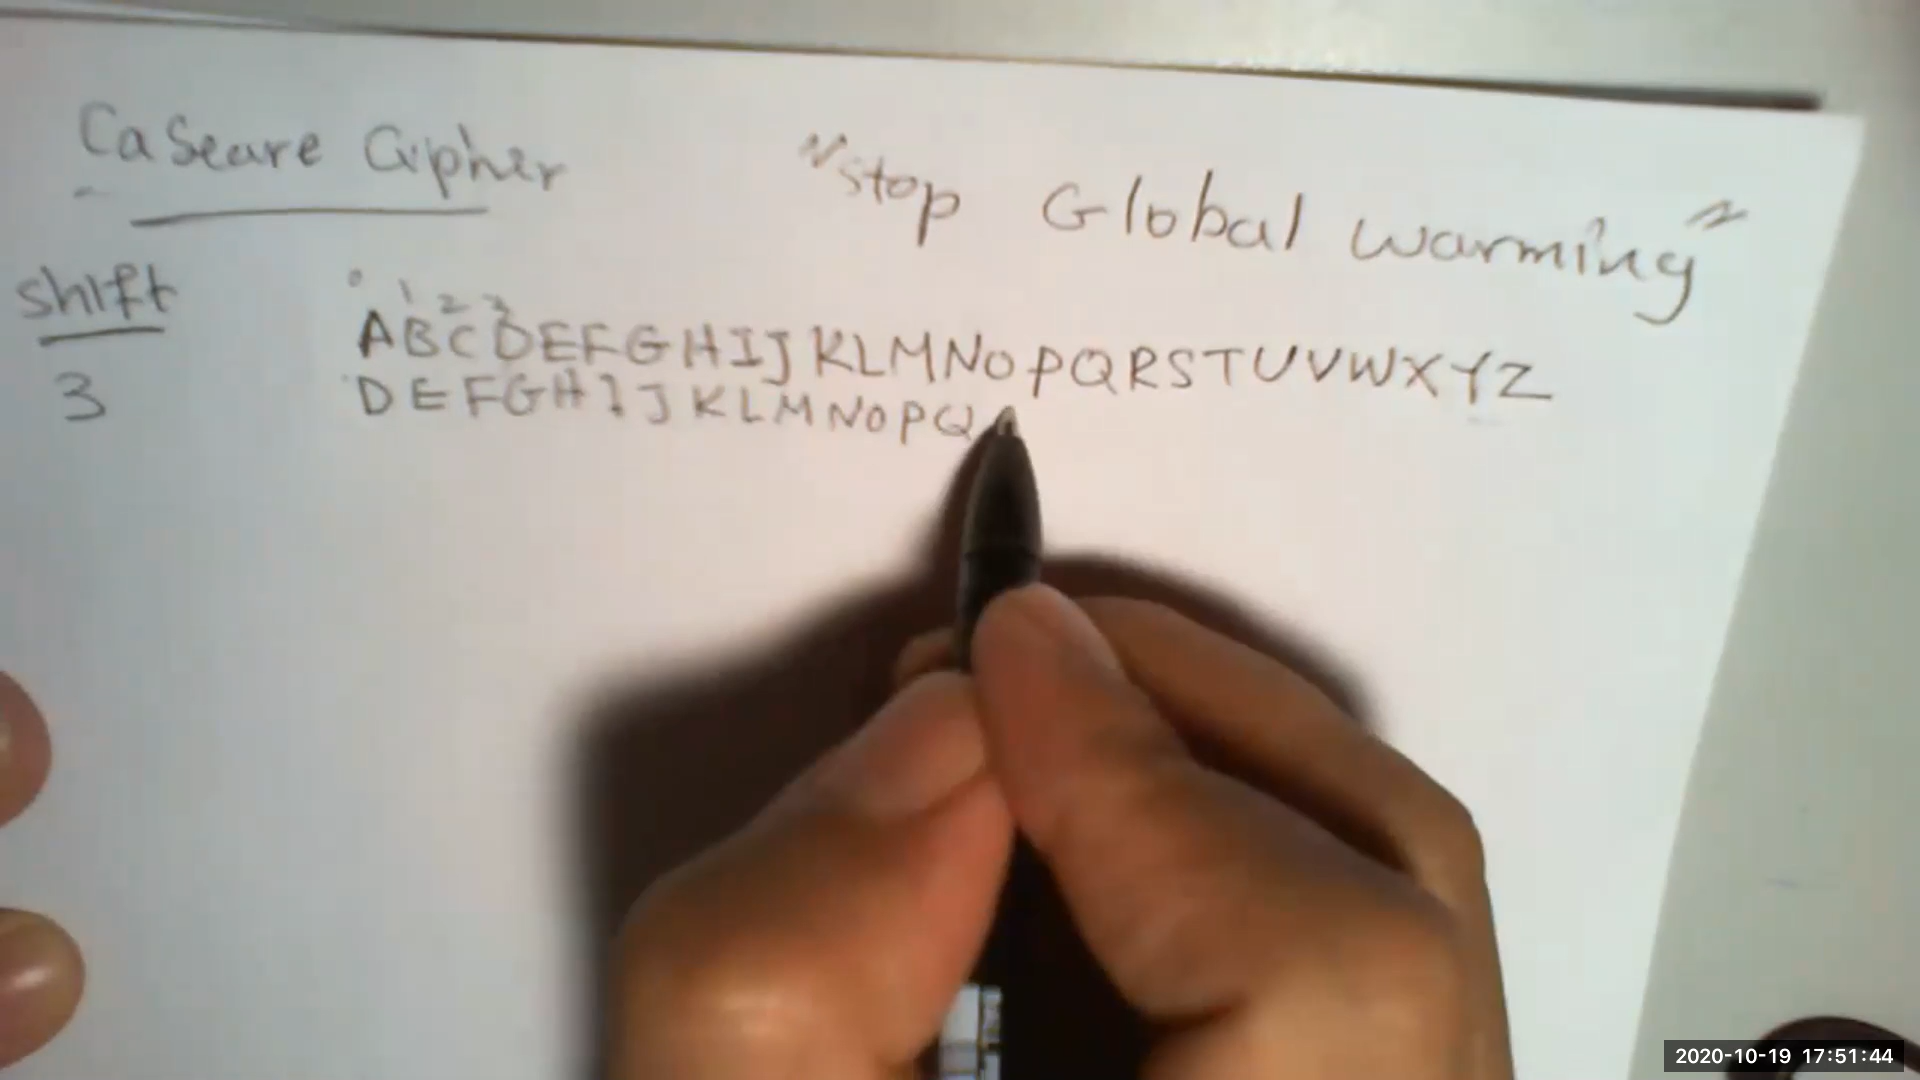 Caseare Cipher
"stop Global warming"
shift
3
0 1 2 3
ABCDEFGHIJKLMNOPQRSTUVWXYZ
DEFGHIJKLMNOPQ
2020-10-19 17:51:44